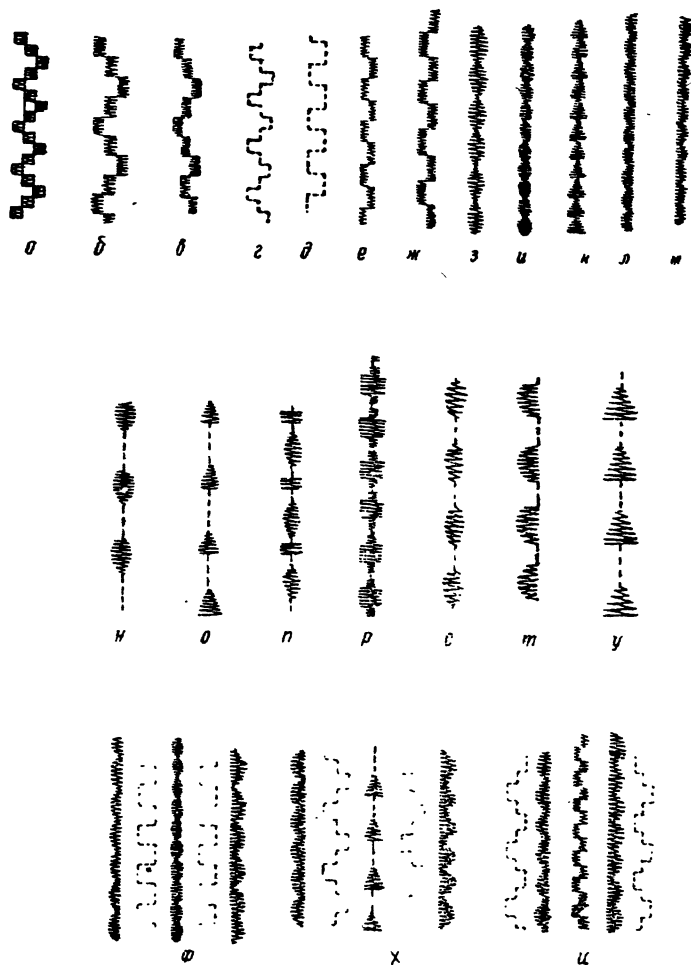 а б в г д е ж з и к л м
н о п р с т у
ф х ц